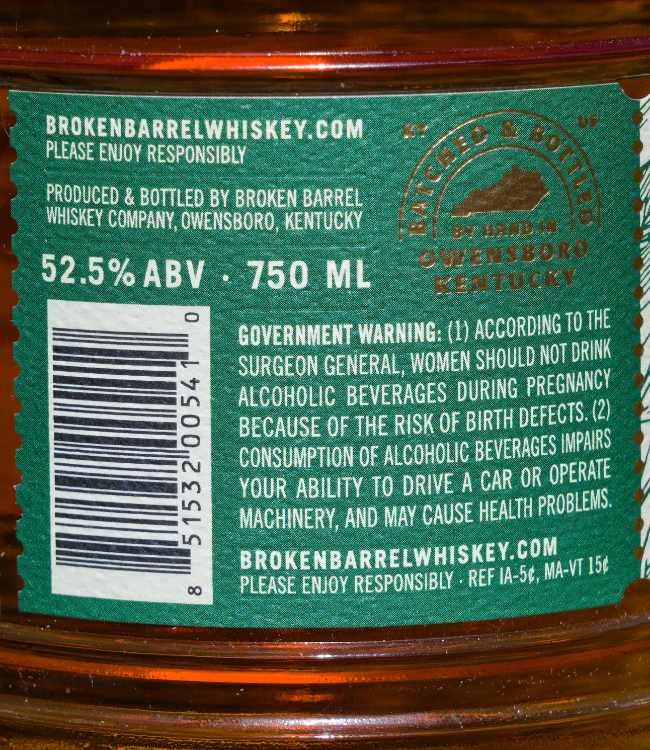 BROKENBARRELWHISKEY.COM
PLEASE ENJOY RESPONSIBLY
PRODUCED & BOTTLED BY BROKEN BARREL
WHISKEY COMPANY, OWENSBORO, KENTUCKY
52.5% ABV · 750 ML
KY US
BATCHED & BOTTLED
BY HAND IN
OWENSBORO
KENTUCKY
8 51532 00541 0
GOVERNMENT WARNING: (1) ACCORDING TO THE
SURGEON GENERAL, WOMEN SHOULD NOT DRINK
ALCOHOLIC BEVERAGES DURING PREGNANCY
BECAUSE OF THE RISK OF BIRTH DEFECTS. (2)
CONSUMPTION OF ALCOHOLIC BEVERAGES IMPAIRS
YOUR ABILITY TO DRIVE A CAR OR OPERATE
MACHINERY, AND MAY CAUSE HEALTH PROBLEMS.
BROKENBARRELWHISKEY.COM
PLEASE ENJOY RESPONSIBLY · REF IA-5¢, MA-VT 15¢